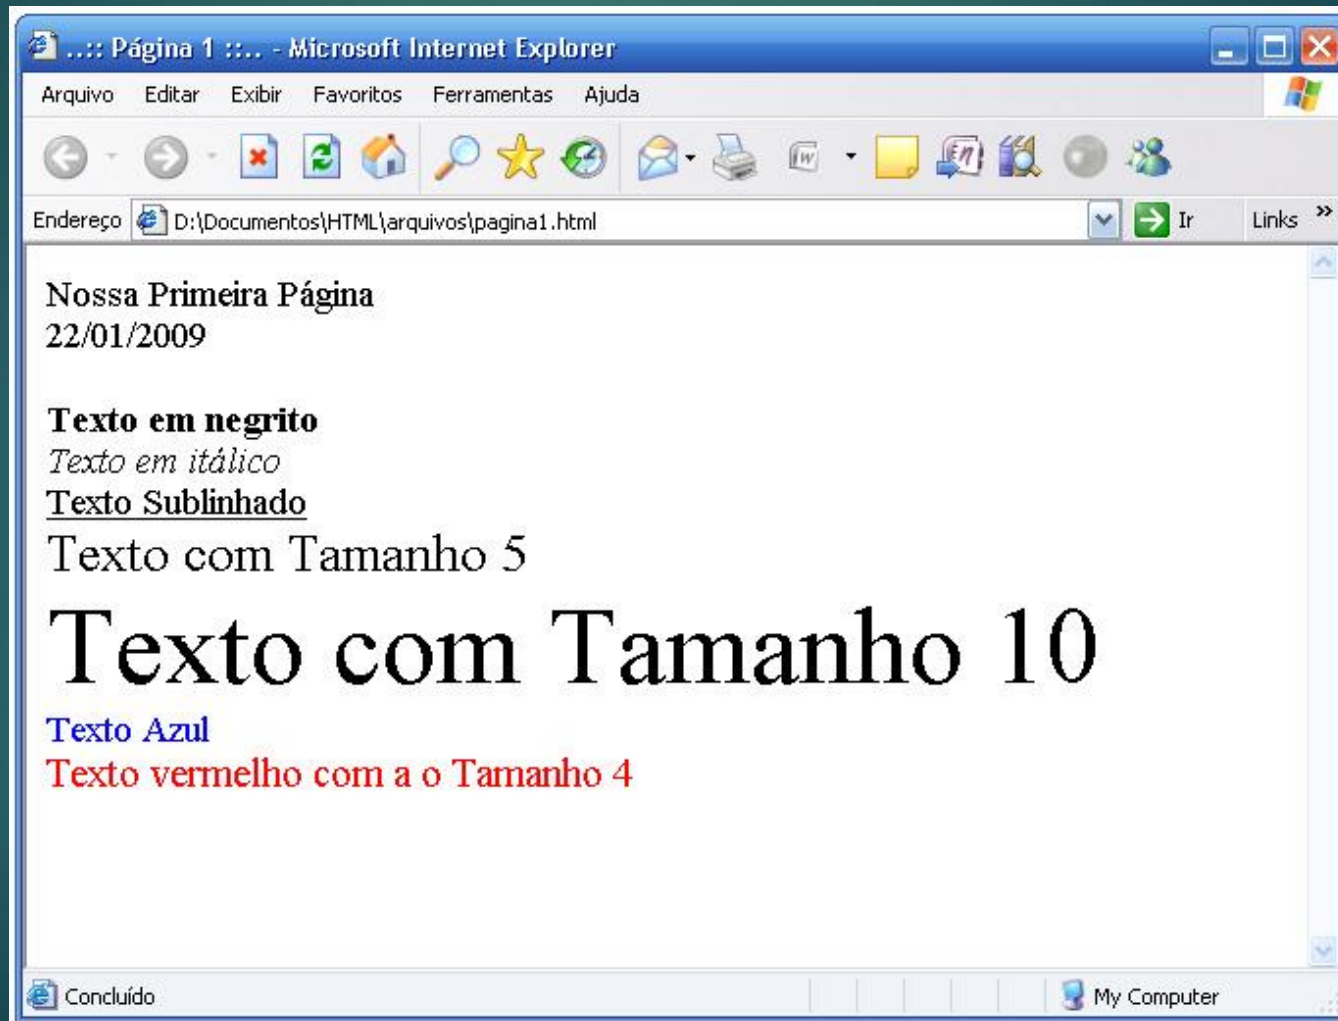 ..:: Página 1 ::.. - Microsoft Internet Explorer
Arquivo Editar Exibir Favoritos Ferramentas Ajuda
Endereço D:\Documentos\HTML\arquivos\pagina1.html Ir Links »
Nossa Primeira Página
22/01/2009
Texto em negrito
Texto em itálico
Texto Sublinhado
Texto com Tamanho 5
Texto com Tamanho 10
Texto Azul
Texto vermelho com a o Tamanho 4
Concluído My Computer